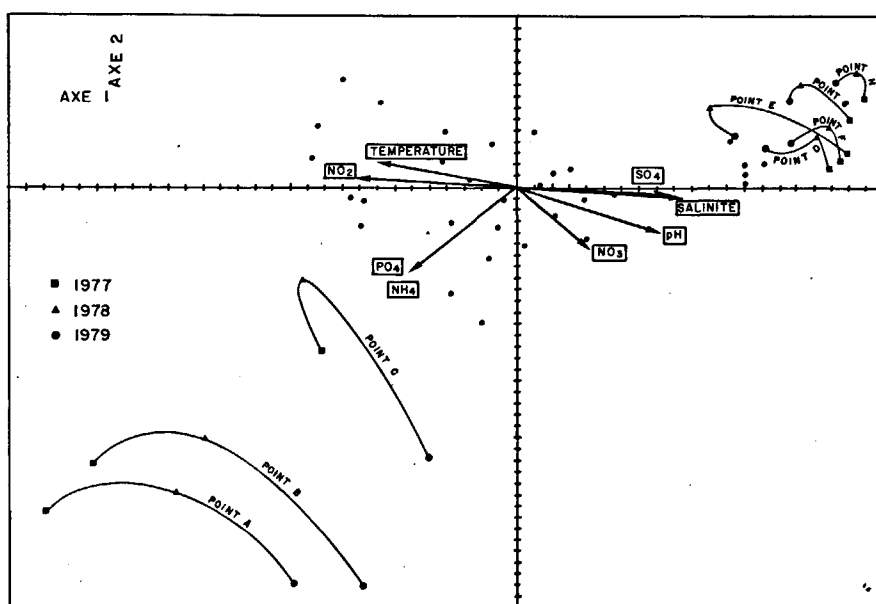 AXE 2
AXE 1
POINT H
POINT G
POINT E
POINT F
POINT D
TEMPERATURE
NO2
SO4
SALINITE
pH
NO3
PO4
NH4
1977
1978
1979
POINT C
POINT B
POINT A